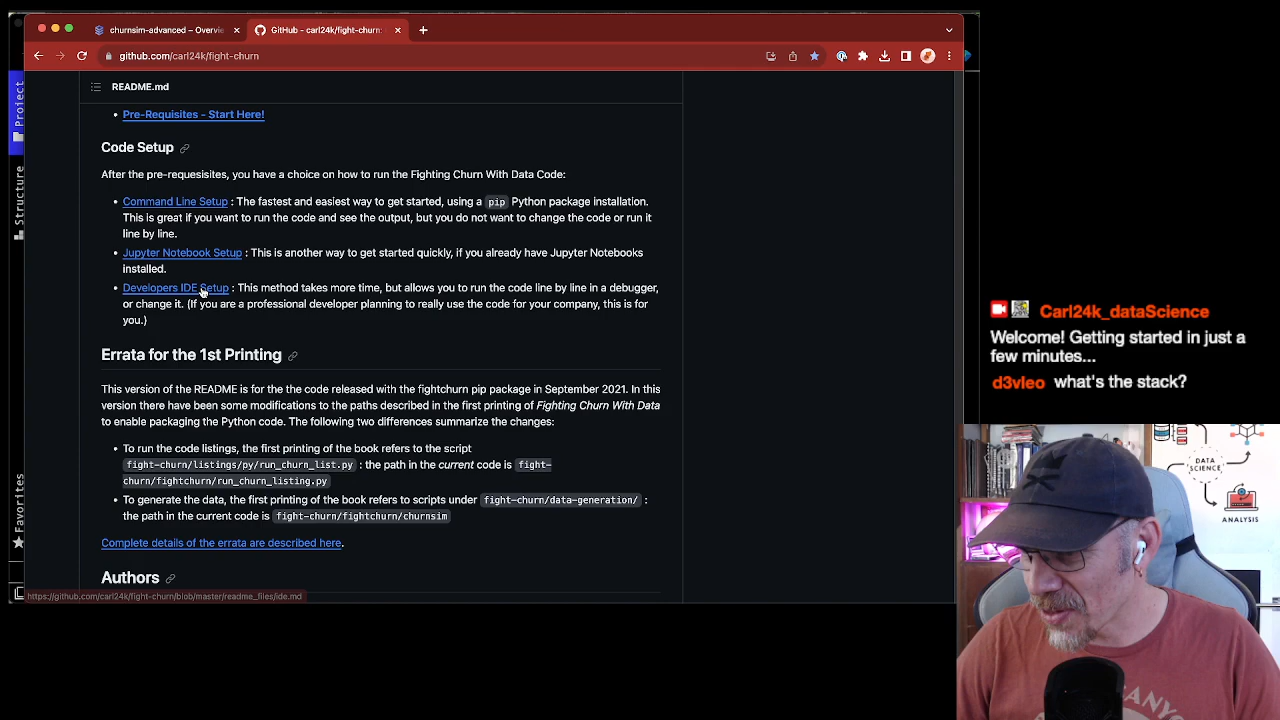 churnsim-advanced – Overvie
GitHub - carl24k/fight-churn:
github.com/carl24k/fight-churn
Project
Structure
Favorites
README.md
Pre-Requisites - Start Here!
Code Setup
After the pre-requesisites, you have a choice on how to run the Fighting Churn With Data Code:
Command Line Setup : The fastest and easiest way to get started, using a pip Python package installation.
This is great if you want to run the code and see the output, but you do not want to change the code or run it
line by line.
Jupyter Notebook Setup : This is another way to get started quickly, if you already have Jupyter Notebooks
installed.
Developers IDE Setup : This method takes more time, but allows you to run the code line by line in a debugger,
or change it. (If you are a professional developer planning to really use the code for your company, this is for
you.)
Errata for the 1st Printing
This version of the README is for the the code released with the fightchurn pip package in September 2021. In this
version there have been some modifications to the paths described in the first printing of Fighting Churn With Data
to enable packaging the Python code. The following two differences summarize the changes:
To run the code listings, the first printing of the book refers to the script
fight-churn/listings/py/run_churn_list.py : the path in the current code is fight-
churn/fightchurn/run_churn_listing.py
To generate the data, the first printing of the book refers to scripts under fight-churn/data-generation/ :
the path in the current code is fight-churn/fightchurn/churnsim
Complete details of the errata are described here.
Authors
https://github.com/carl24k/fight-churn/blob/master/readme_files/ide.md
Carl24k_dataScience
Welcome! Getting started in just a
few minutes...
d3vleo what's the stack?
DATA
SCIENCE
ANALYSIS